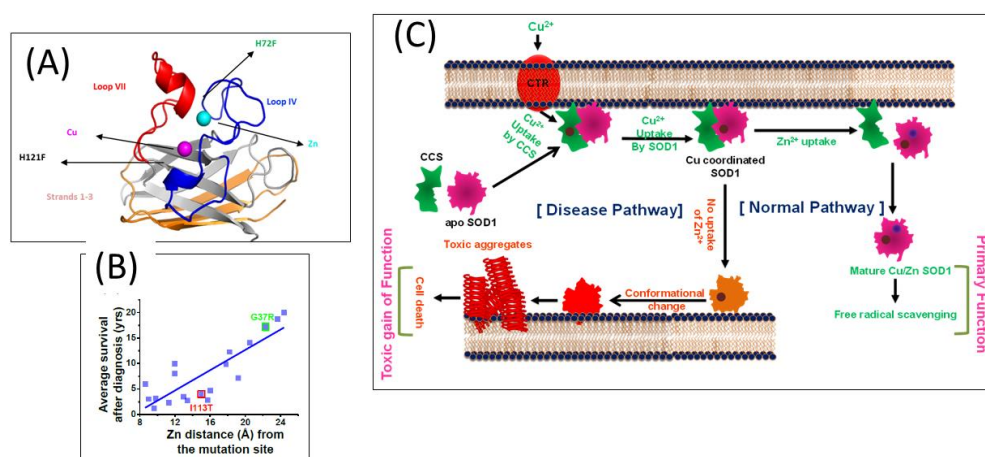 (A)
H72F
Loop VII
Loop IV
Cu
Zn
H121F
Strands 1-3
(B)
Average survival
after diagnosis (yrs)
20
15
10
5
0
G37R
I113T
8 12 16 20 24
Zn distance (Å) from
the mutation site
(C)
Cu²⁺
CTR
Cu²⁺
Uptake
by CCS
Cu²⁺
Uptake
By SOD1
Zn²⁺ uptake
Cu coordinated
SOD1
CCS
apo SOD1
[ Disease Pathway]
[ Normal Pathway ]
No uptake
of Zn²⁺
Toxic aggregates
Conformational
change
Cell death
Toxic gain of Function
Mature Cu/Zn SOD1
Free radical scavenging
Primary Function